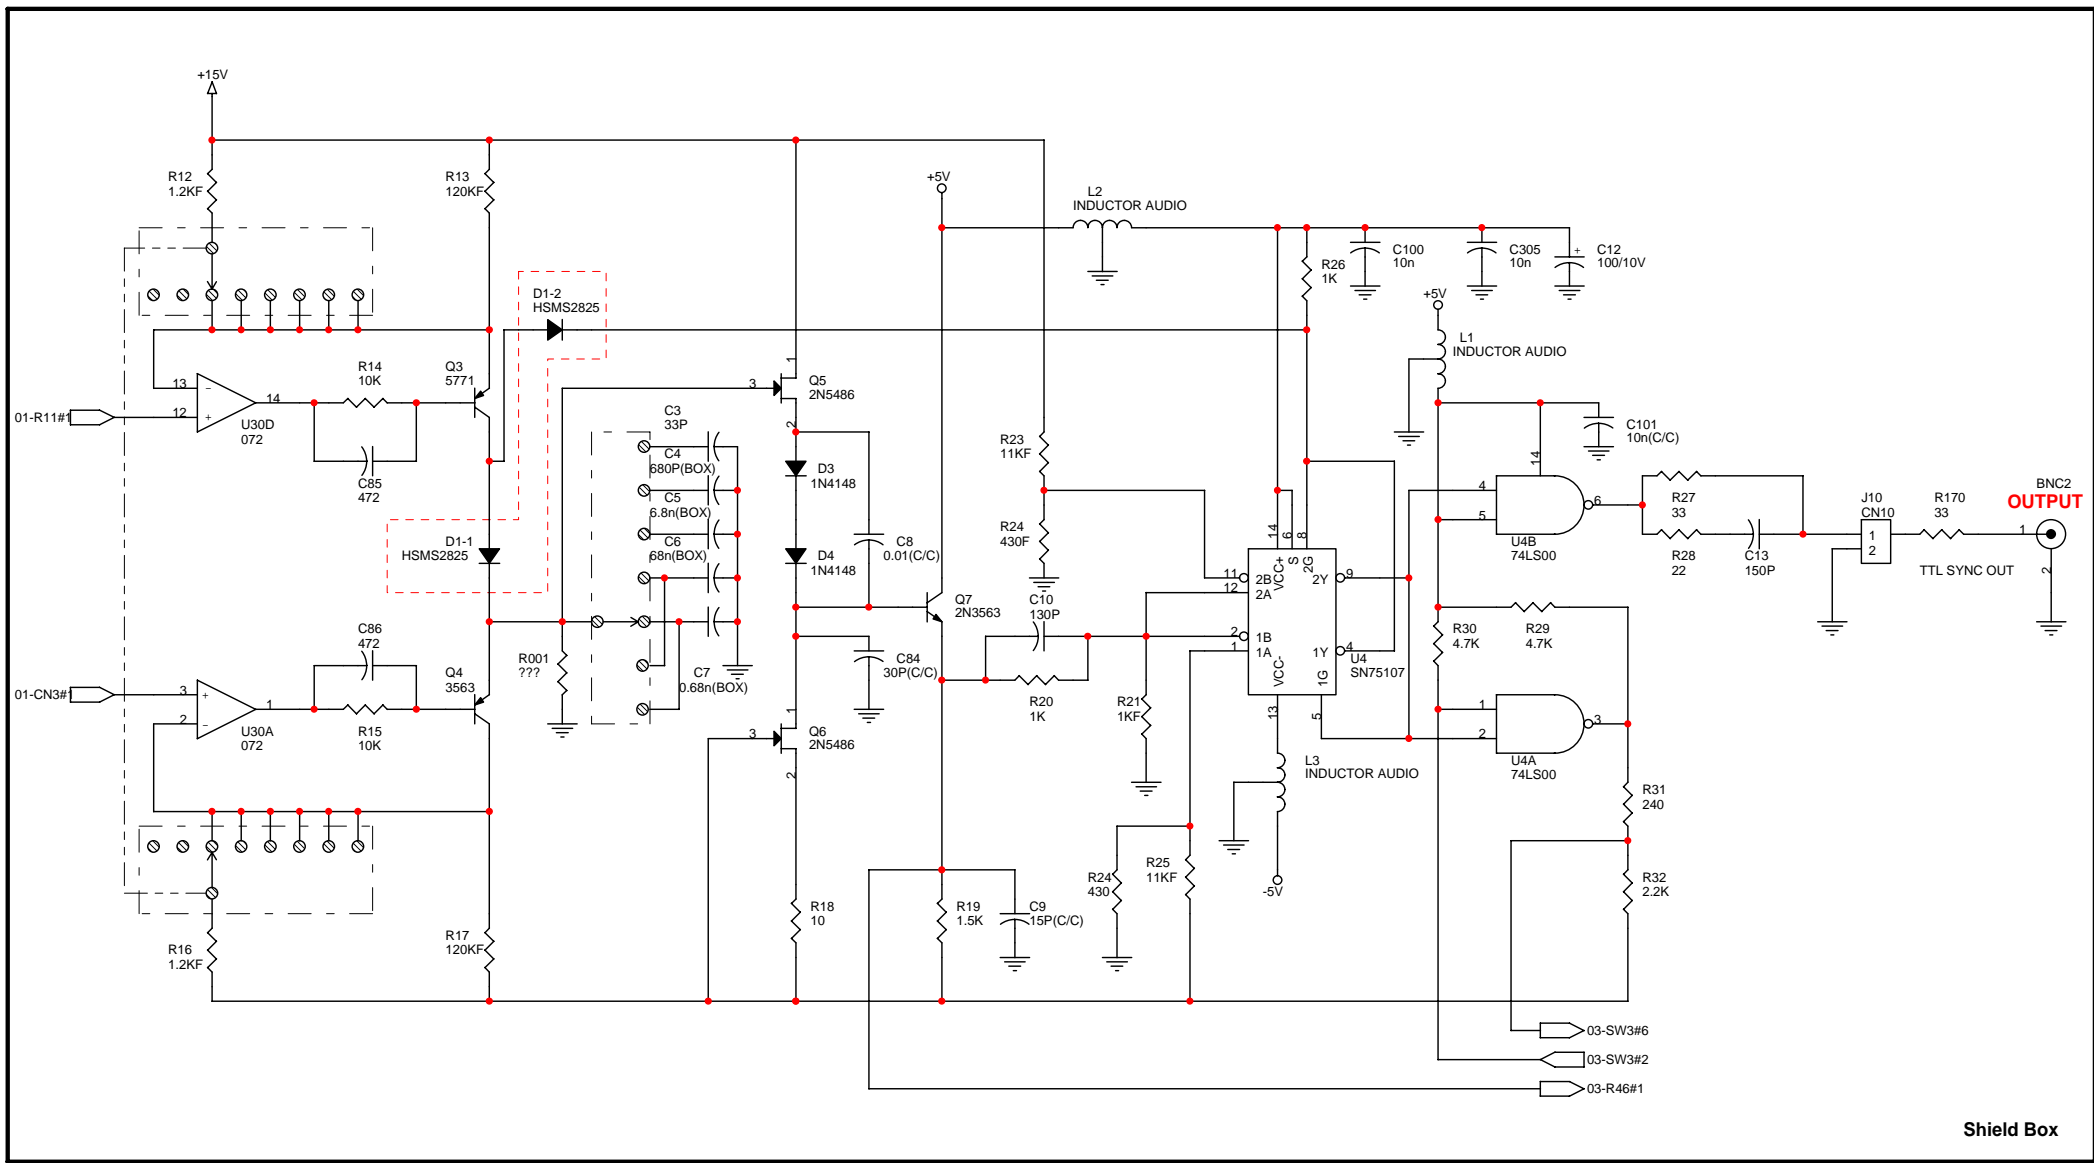 +15V
R12
1.2KF
R13
120KF
+5V
L2
INDUCTOR AUDIO
C100
10n
C305
10n
+
C12
100/10V
R26
1K
D1-2
HSMS2825
+5V
L1
INDUCTOR AUDIO
13
12
−
+
14
U30D
072
01-R11#1
R14
10K
C85
472
Q3
5771
1
3
2
Q5
2N5486
C3
33P
C4
680P(BOX)
C5
6.8n(BOX)
C6
68n(BOX)
C7
0.68n(BOX)
D3
1N4148
D4
1N4148
C8
0.01(C/C)
R23
11KF
R24
430F
C101
10n(C/C)
14
4
5
6
U4B
74LS00
R27
33
R28
22
C13
150P
J10
CN10
1
2
R170
33
TTL SYNC OUT
BNC2
OUTPUT
1
2
D1-1
HSMS2825
14
6
8
VCC+
S
2G
11
12
2
1
2B
2A
1B
1A
2Y
1Y
9
4
VCC-
1G
13
5
U4
SN75107
Q7
2N3563
C10
130P
R20
1K
R21
1KF
C84
30P(C/C)
R30
4.7K
R29
4.7K
C86
472
R15
10K
Q4
3563
R001
???
01-CN3#1
3
2
+
−
1
U30A
072
1
3
2
Q6
2N5486
L3
INDUCTOR AUDIO
-5V
1
2
3
U4A
74LS00
R31
240
R32
2.2K
R24
430
R25
11KF
R16
1.2KF
R17
120KF
R18
10
R19
1.5K
C9
15P(C/C)
03-SW3#6
03-SW3#2
03-R46#1
Shield Box